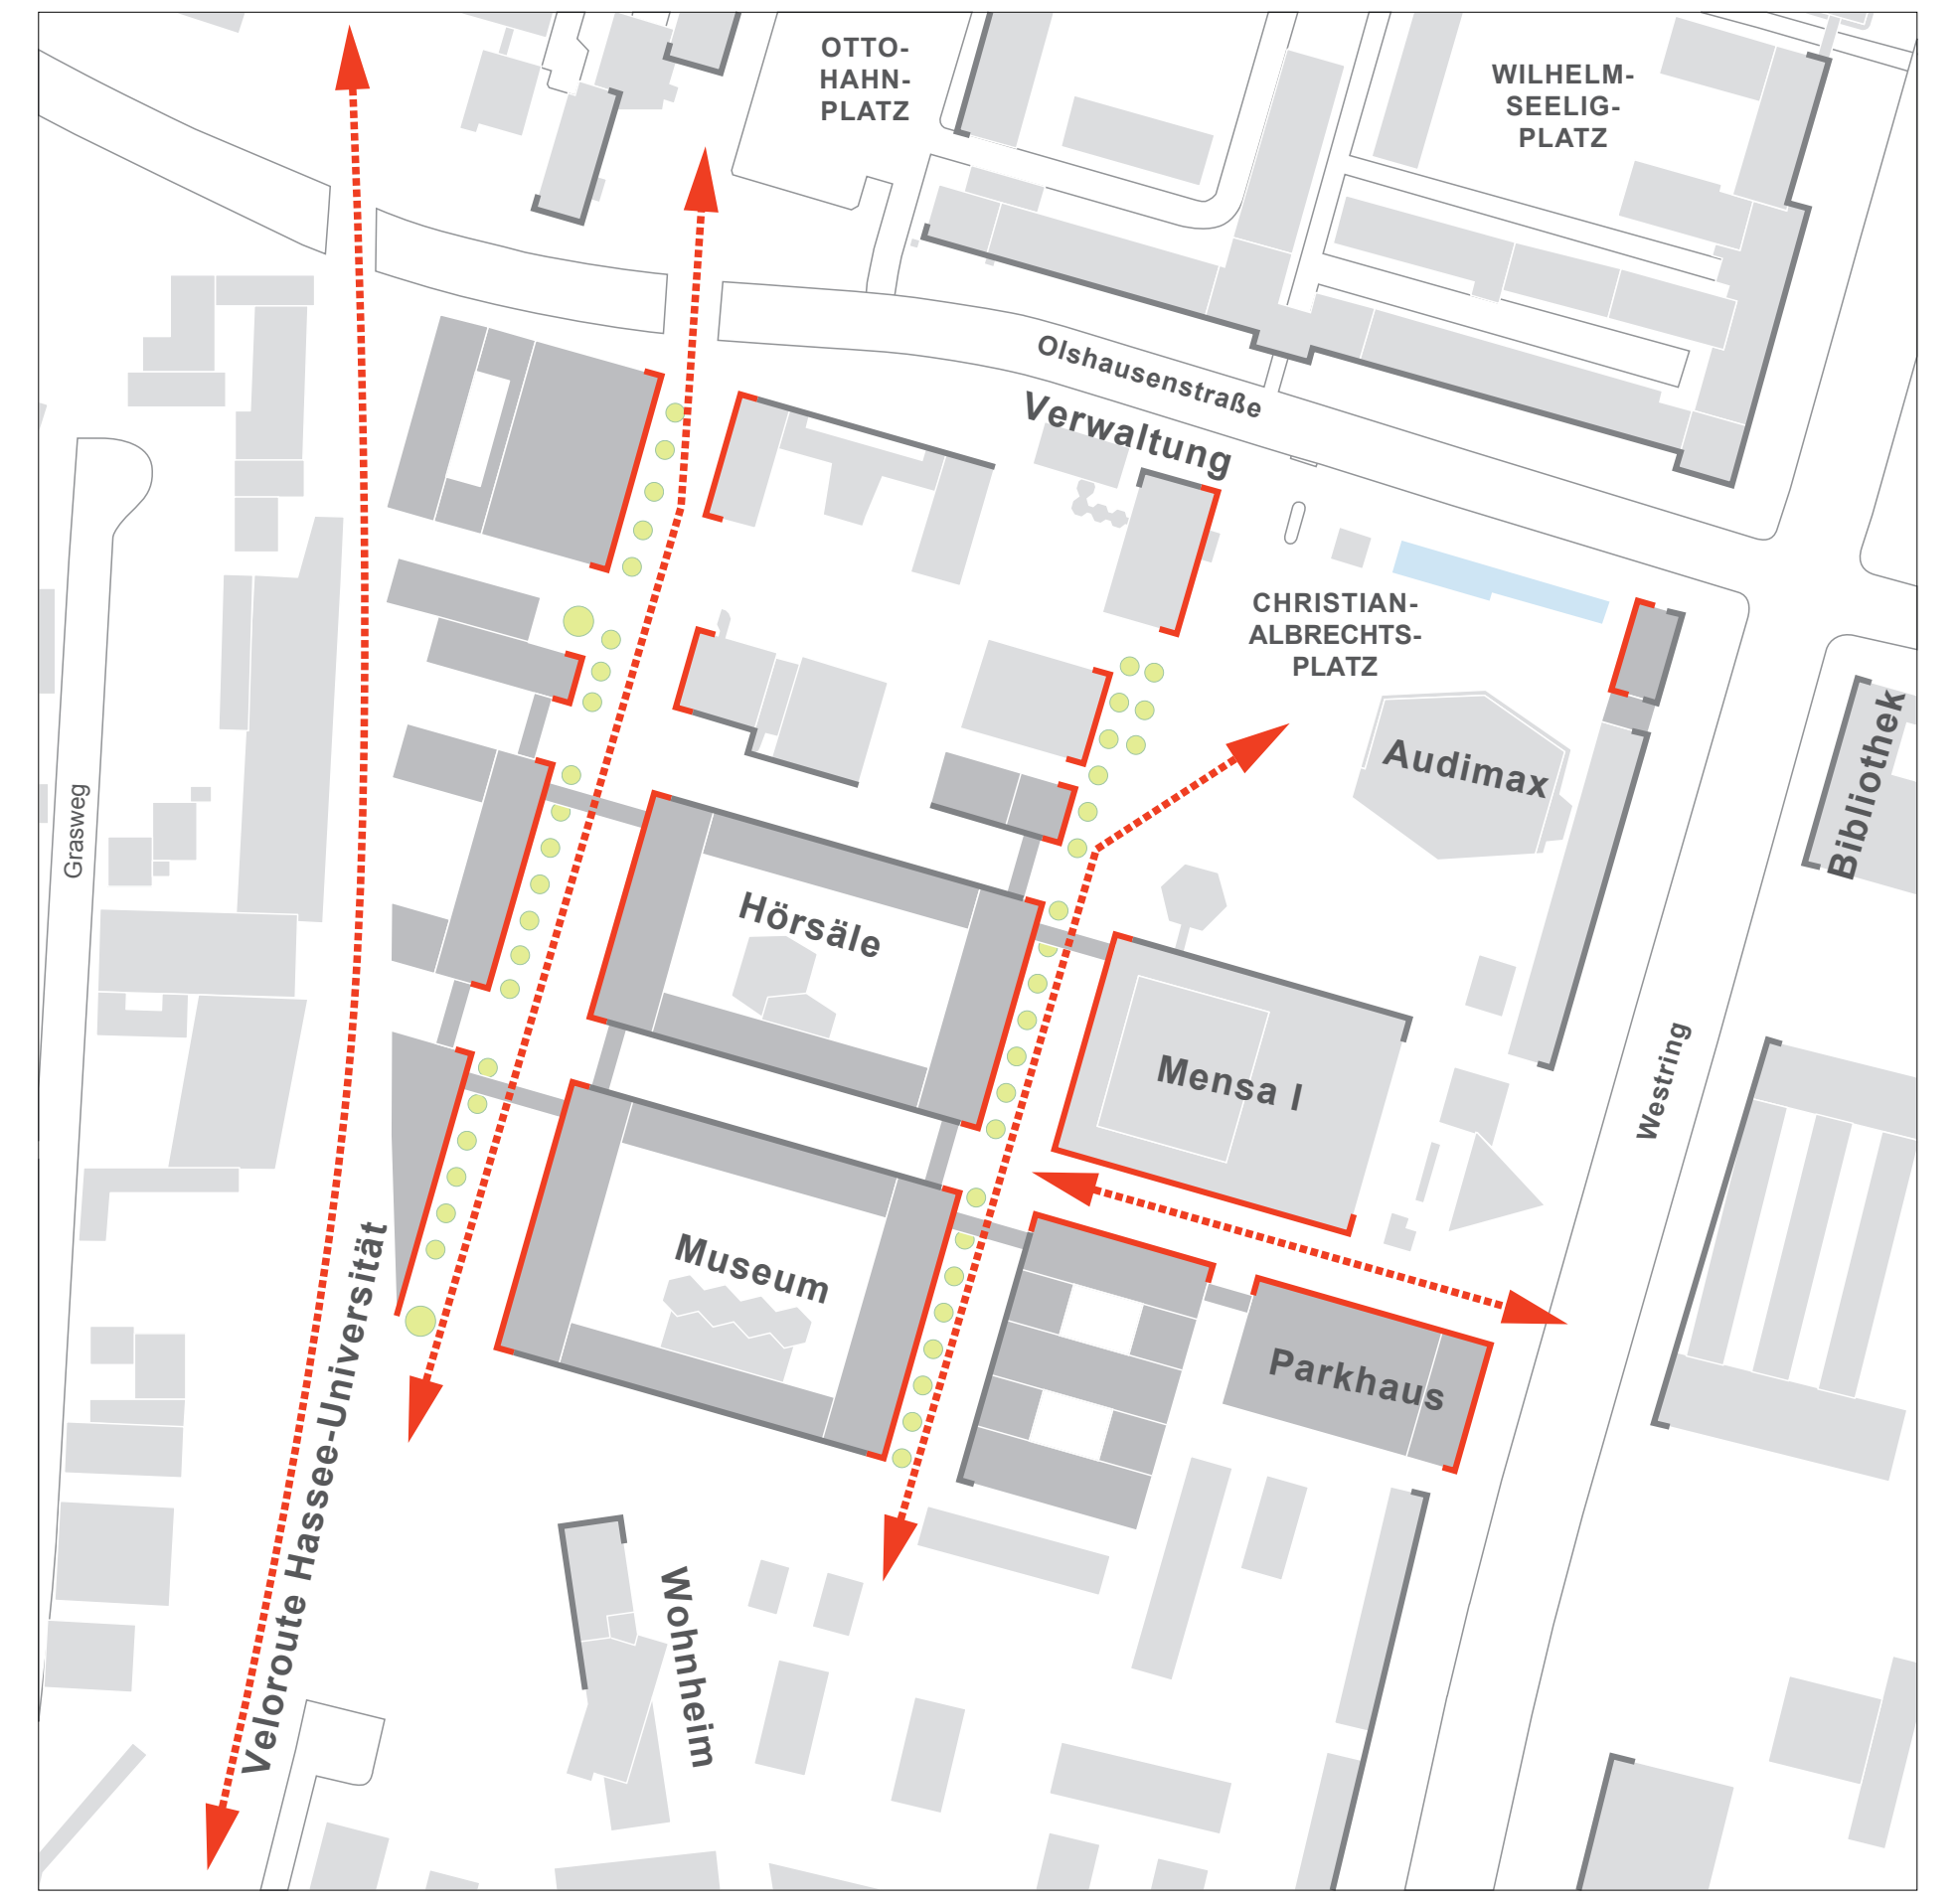 OTTO-
HAHN-
PLATZ
WILHELM-
SEELIG-
PLATZ
Olshausenstraße
Verwaltung
CHRISTIAN-
ALBRECHTS-
PLATZ
Audimax
Bibliothek
Grasweg
Hörsäle
Mensa I
Westring
Museum
Parkhaus
Veloroute Hassee-Universität
Wohnheim